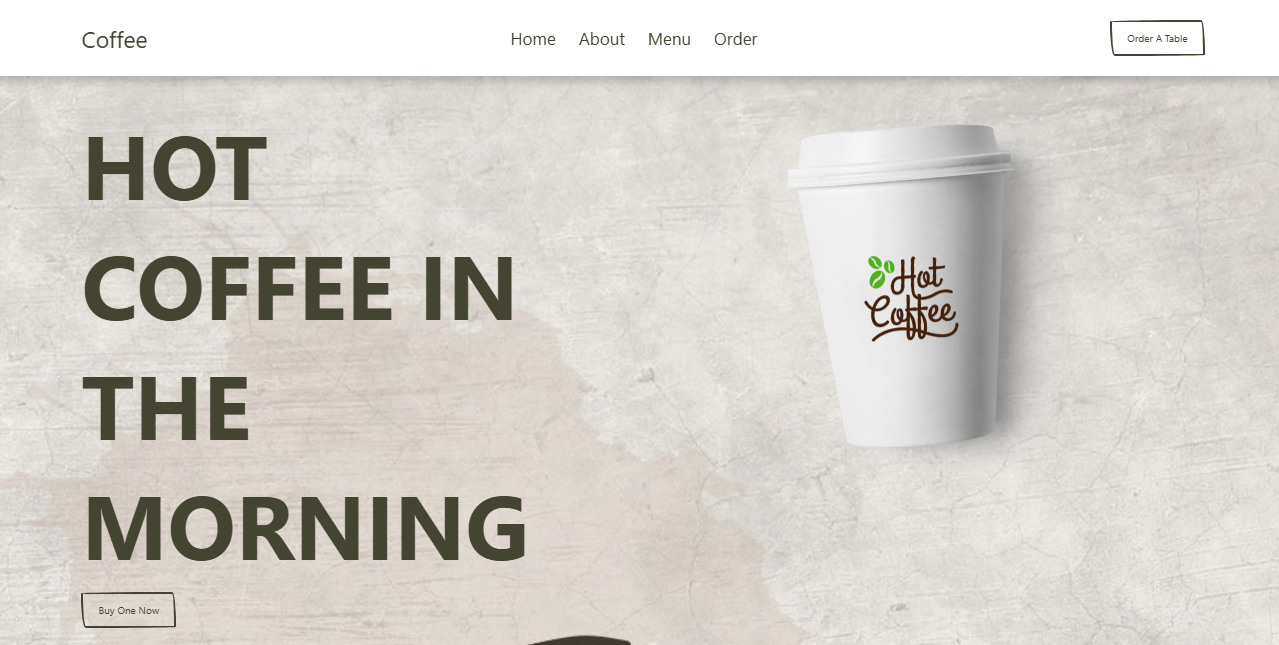 Coffee
Home About Menu Order
Order A Table
HOT
COFFEE IN
THE
MORNING
Hot
Coffee
Buy One Now